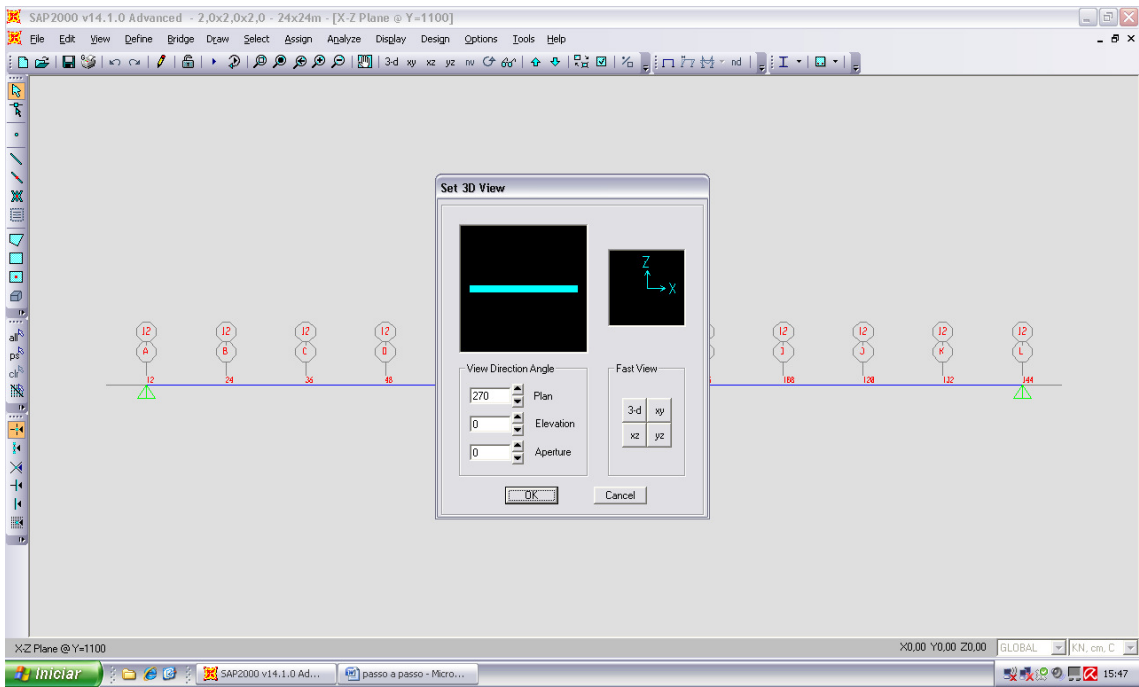 SAP2000 v14.1.0 Advanced - 2,0x2,0x2,0 - 24x24m - [X-Z Plane @ Y=1100]
File Edit View Define Bridge Draw Select Assign Analyze Display Design Options Tools Help
3-d xy xz yz nv nd
all
ps
clr
Set 3D View
Z
X
12 12 12 12 12 12 12 12
A B C D I J K L
12 24 36 48 108 120 132 144
View Direction Angle
270 Plan
0 Elevation
0 Aperture
Fast View
3-d xy
xz yz
OK Cancel
X-Z Plane @ Y=1100
X0,00 Y0,00 Z0,00 GLOBAL KN, cm, C
Iniciar SAP2000 v14.1.0 Ad... passo a passo - Micro... 15:47